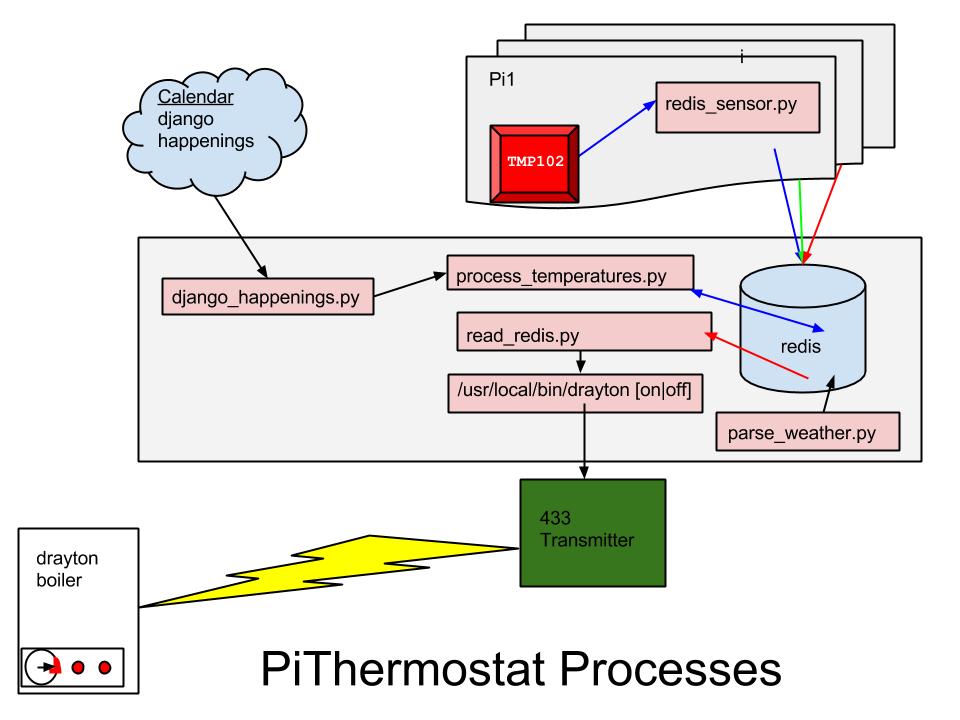 i
Pi1
redis_sensor.py
TMP102
Calendar
django
happenings
django_happenings.py
process_temperatures.py
read_redis.py
redis
/usr/local/bin/drayton [on|off]
parse_weather.py
433
Transmitter
drayton
boiler
PiThermostat Processes